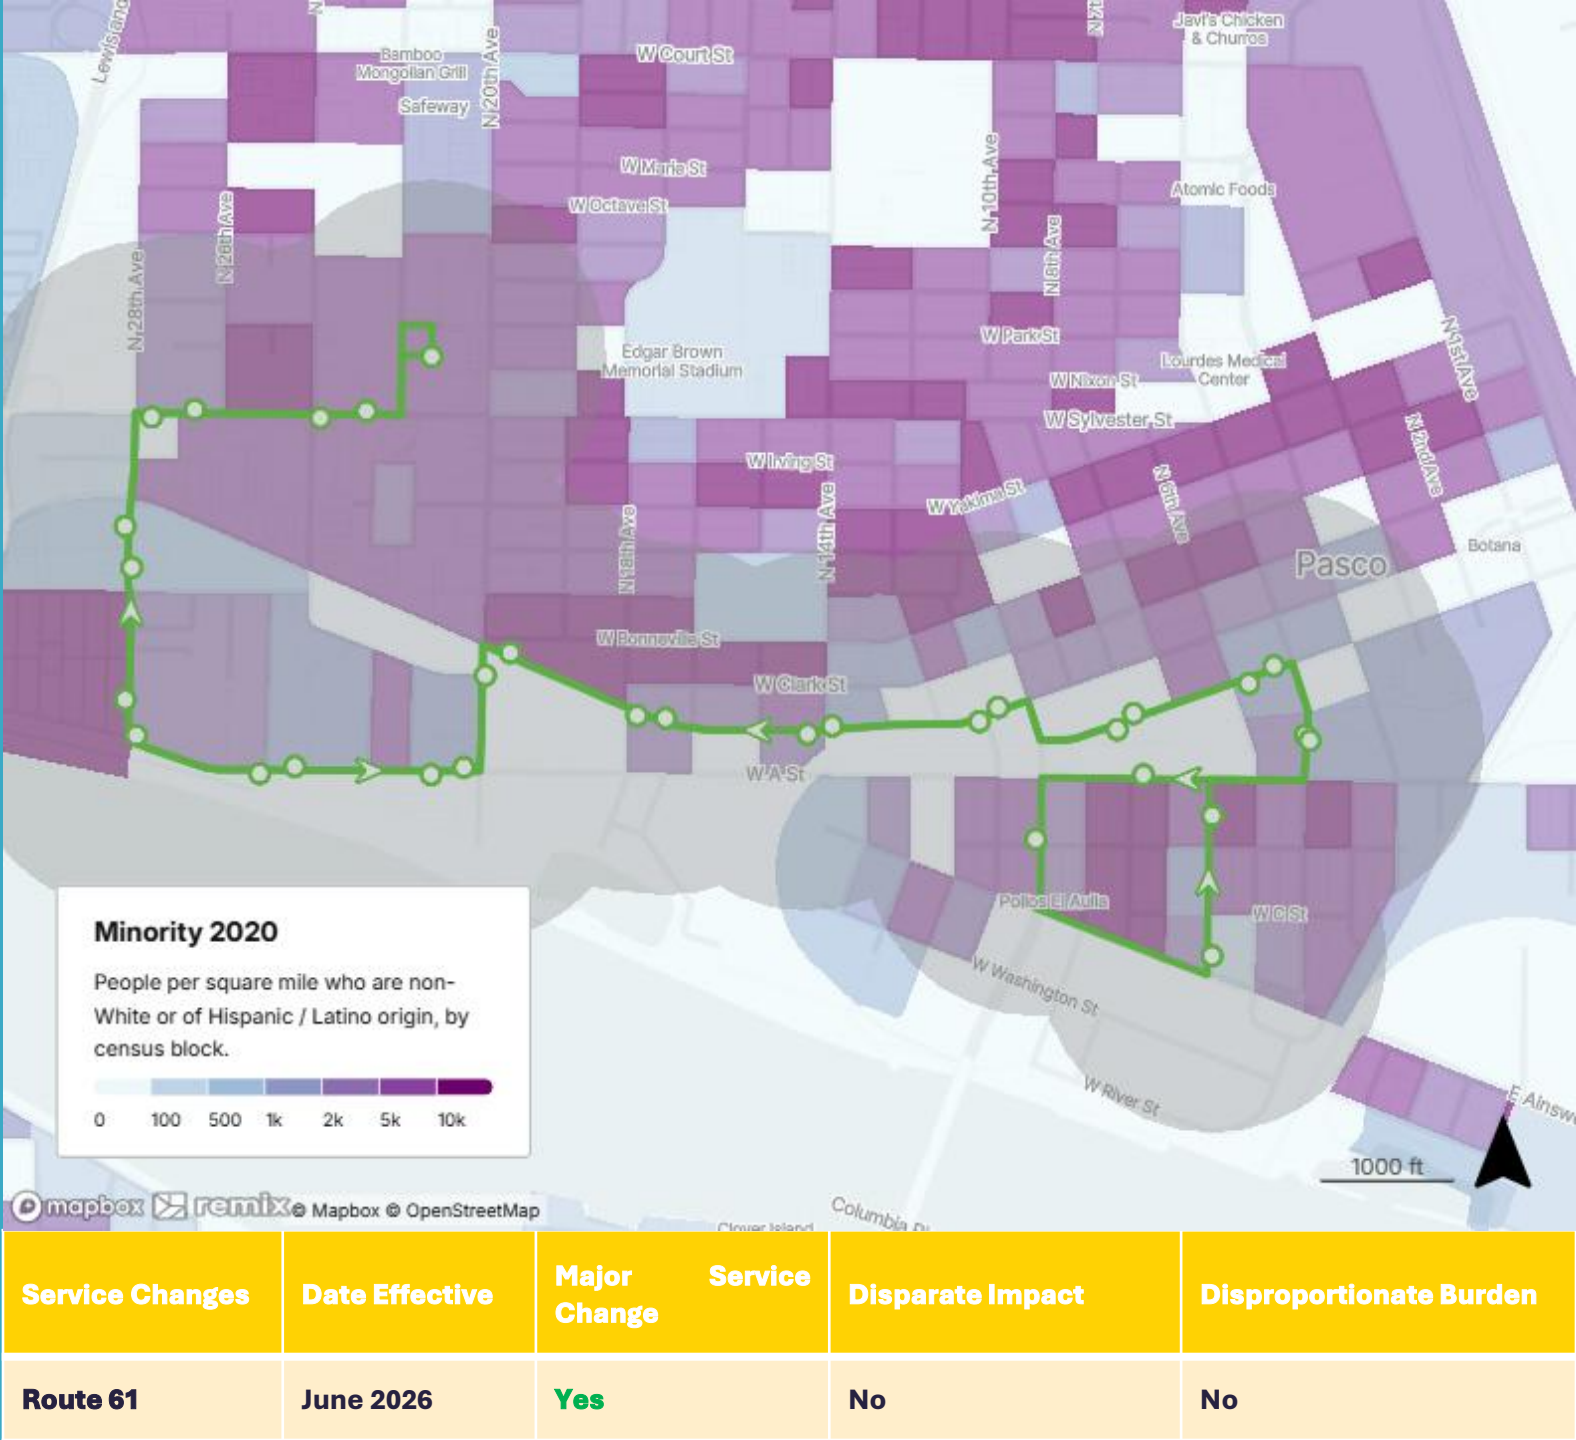 Lewis and
N
N 20th Ave
Bamboo
Mongolian Grill
Safeway
W Court St
N 7t
Javi's Chicken
& Churros
W Marie St
W Octave St
N 10th Ave
Atomic Foods
N 28th Ave
N 26th Ave
N 8th Ave
W Park St
Edgar Brown
Memorial Stadium
Lourdes Medical
Center
N 1st Ave
W Nixon St
W Sylvester St
W Irving St
W Yakima St
N 6th Ave
N 2nd Ave
N 18th Ave
N 14th Ave
Botana
Pasco
W Bonneville St
W Clark St
W A St
Pollos El Aulla
W C St
W Washington St
W River St
E Ainsw
Columbia
Clover Island
Minority 2020
People per square mile who are non-
White or of Hispanic / Latino origin, by
census block.
0 100 500 1k 2k 5k 10k
1000 ft
mapbox remix © Mapbox © OpenStreetMap
Service Changes Date Effective Major Service Change Disparate Impact Disproportionate Burden
Route 61 June 2026 Yes No No